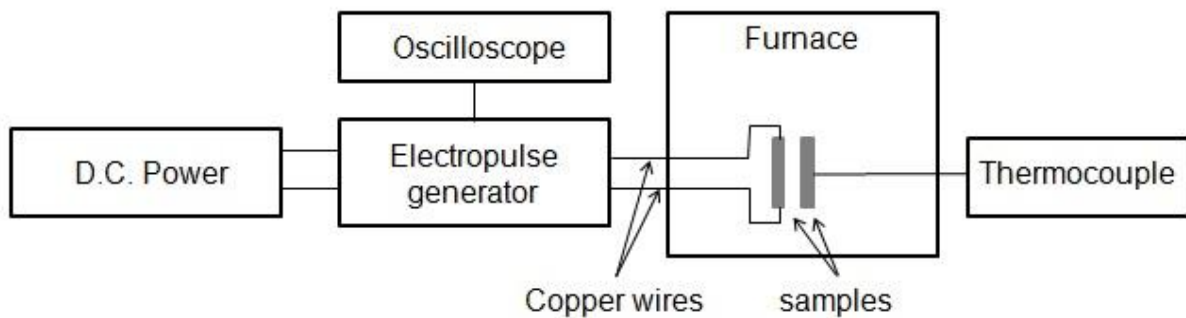 Oscilloscope
Furnace
D.C. Power
Electropulse
generator
Thermocouple
Copper wires
samples